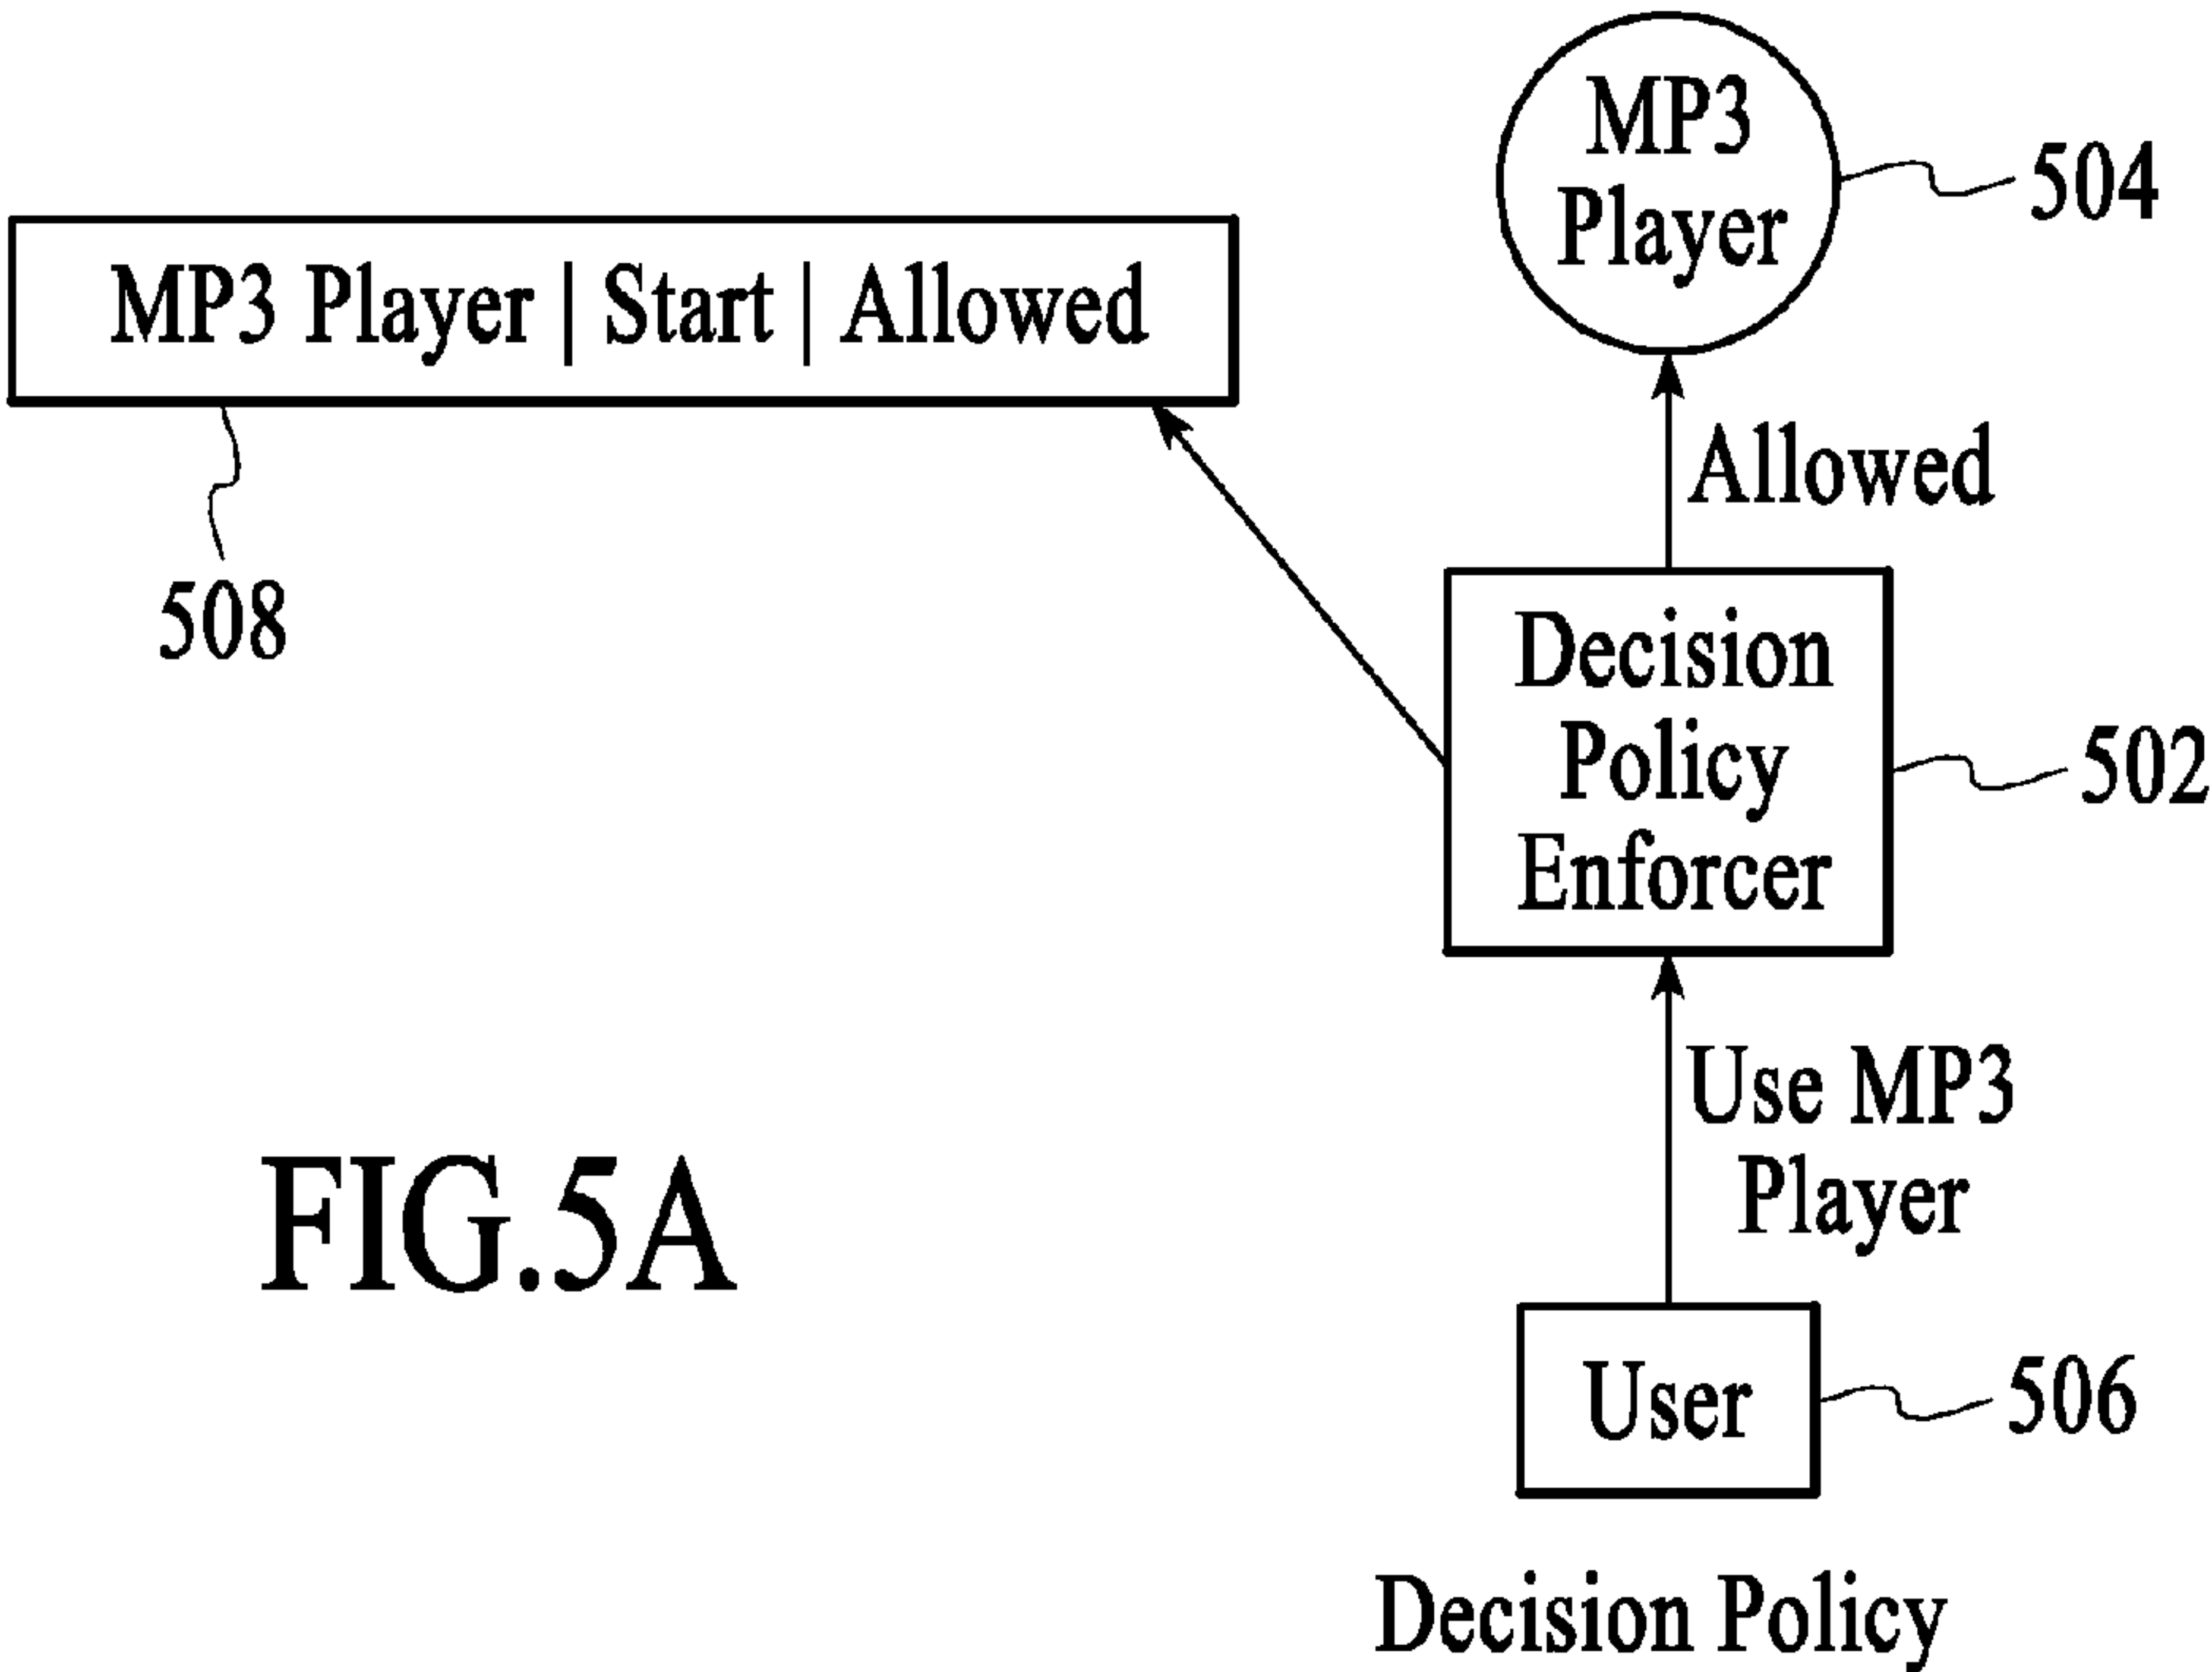 MP3
Player
504
MP3 Player | Start | Allowed
Allowed
508
Decision
Policy
Enforcer
502
Use MP3
Player
FIG.5A
User
506
Decision Policy